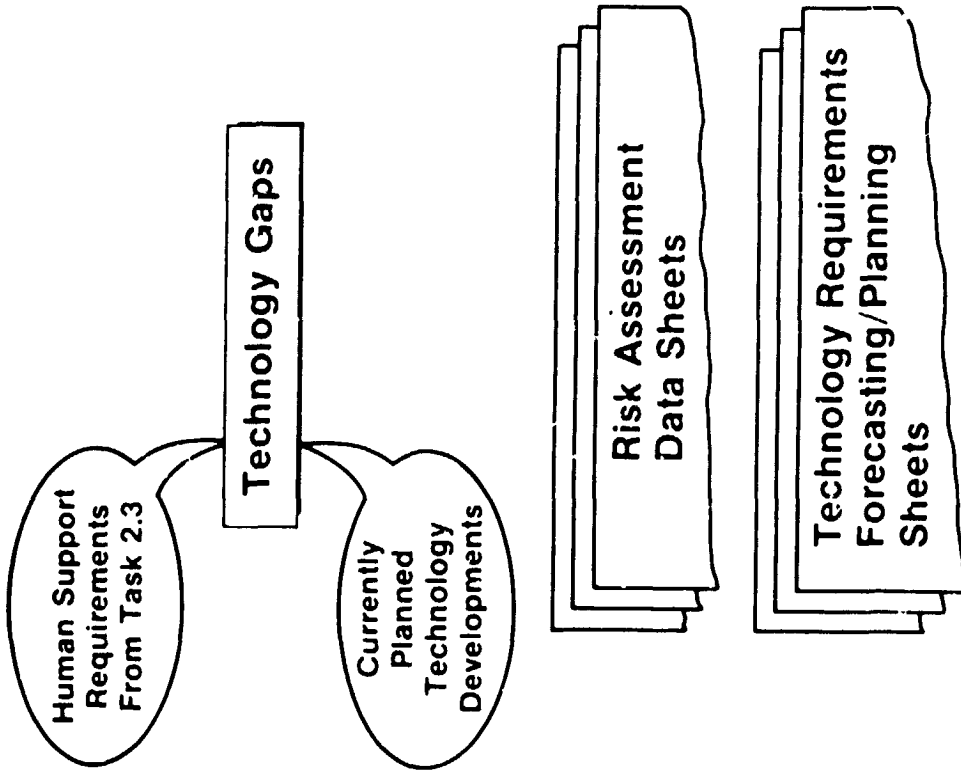 Human Support
Requirements
From Task 2.3
Currently
Planned
Technology
Developments
Technology Gaps
Risk Assessment
Data Sheets
Technology Requirements
Forecasting/Planning
Sheets